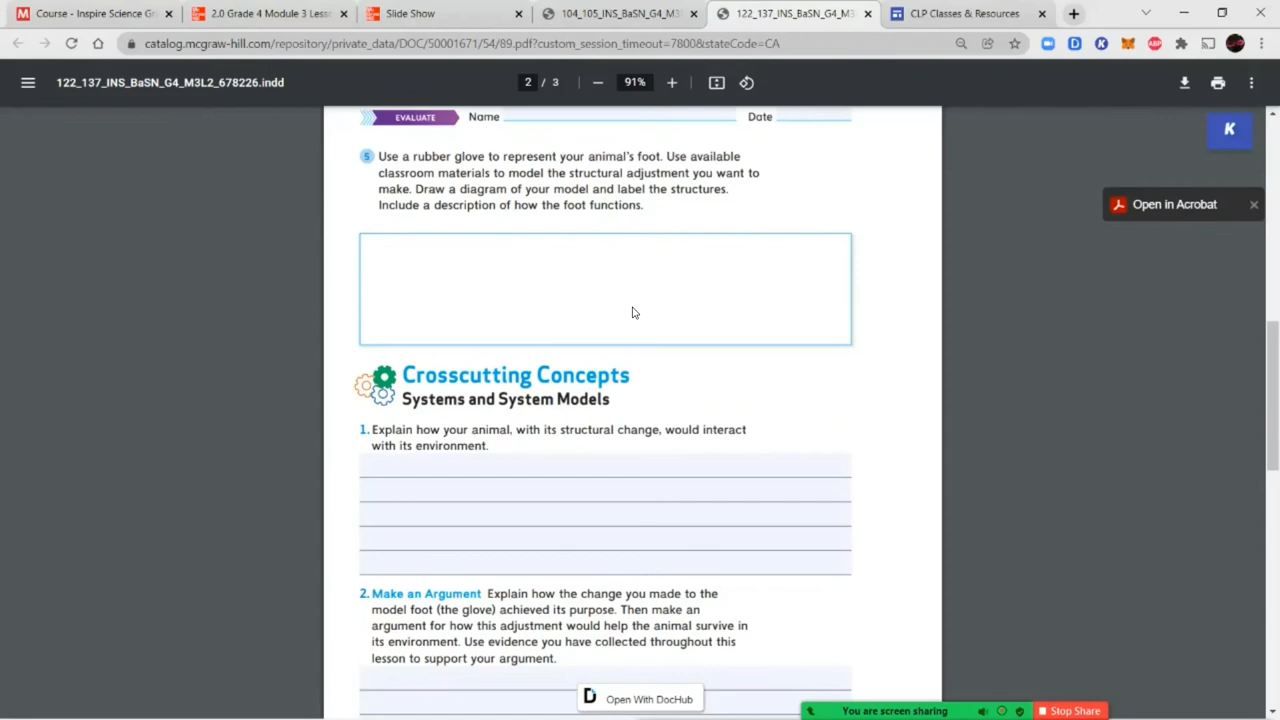 Course - Inspire Science Gr
2.0 Grade 4 Module 3 Less
Slide Show
104_105_INS_BaSN_G4_M3
122_137_INS_BaSN_G4_M3
CLP Classes & Resources
catalog.mcgraw-hill.com/repository/private_data/DOC/50001671/54/89.pdf?custom_session_timeout=7800&stateCode=CA
122_137_INS_BaSN_G4_M3L2_678226.indd
2 / 3
91%
K
Open in Acrobat
EVALUATE Name Date
5 Use a rubber glove to represent your animal's foot. Use available
classroom materials to model the structural adjustment you want to
make. Draw a diagram of your model and label the structures.
Include a description of how the foot functions.
Crosscutting Concepts
Systems and System Models
1. Explain how your animal, with its structural change, would interact
with its environment.
2. Make an Argument Explain how the change you made to the
model foot (the glove) achieved its purpose. Then make an
argument for how this adjustment would help the animal survive in
its environment. Use evidence you have collected throughout this
lesson to support your argument.
Open With DocHub
You are screen sharing
Stop Share